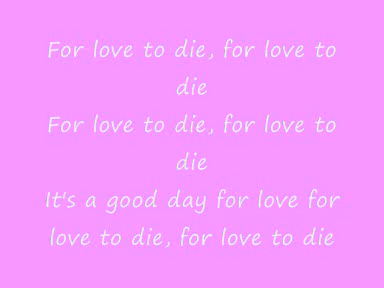 For love to die, for love to
die
For love to die, for love to
die
It's a good day for love for
love to die, for love to die